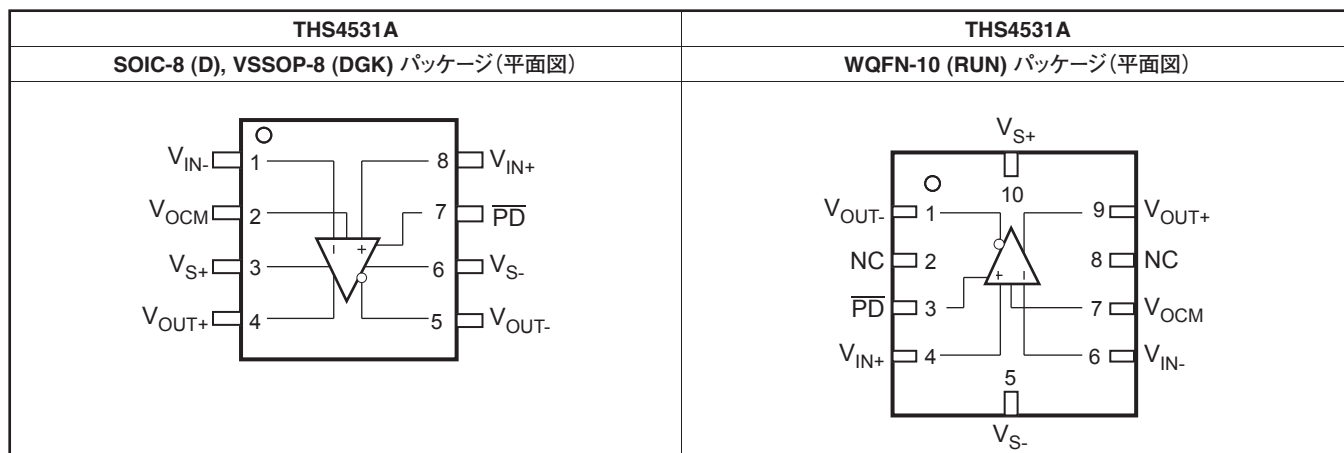 THS4531A
SOIC-8 (D), VSSOP-8 (DGK) パッケージ(平面図)
VIN- 1 8 VIN+
VOCM 2 7 PD
VS+ 3 6 VS-
VOUT+ 4 5 VOUT-
- +
THS4531A
WQFN-10 (RUN) パッケージ(平面図)
VS+
10
VOUT- 1 9 VOUT+
NC 2 8 NC
+ -
PD 3 7 VOCM
VIN+ 4 6 VIN-
5
VS-